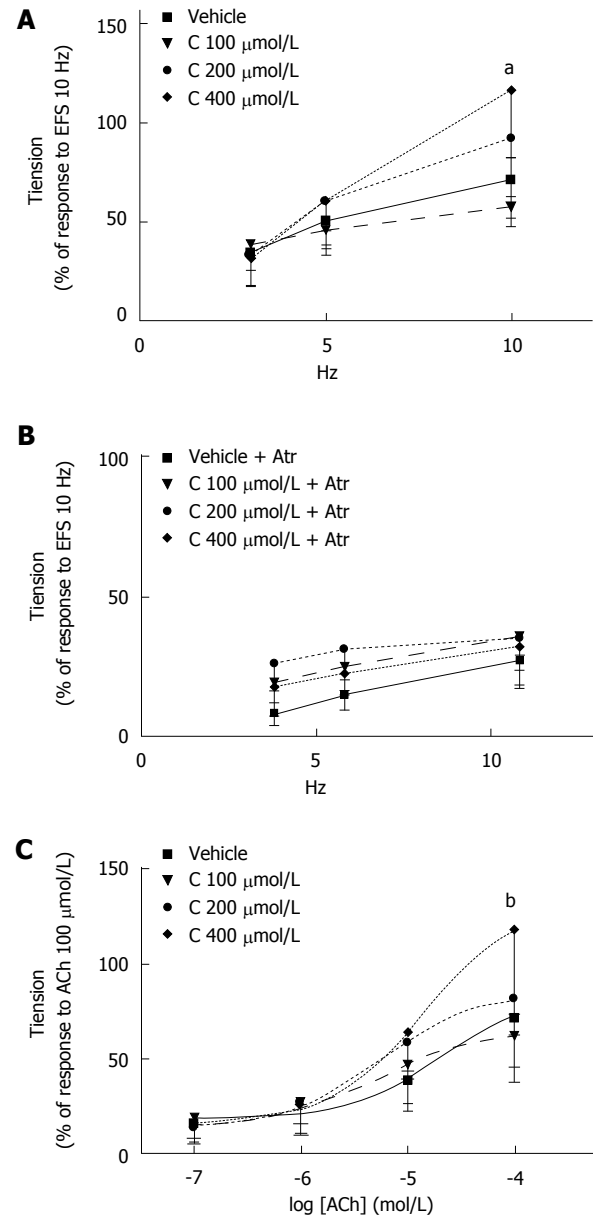 A
Tiension
(% of response to EFS 10 Hz)
150
100
50
0
Vehicle
C 100 μmol/L
C 200 μmol/L
C 400 μmol/L
a
0
5
10
Hz
B
Tiension
(% of response to EFS 10 Hz)
100
50
0
Vehicle + Atr
C 100 μmol/L + Atr
C 200 μmol/L + Atr
C 400 μmol/L + Atr
0
5
10
Hz
C
Tiension
(% of response to ACh 100 μmol/L)
150
100
50
0
Vehicle
C 100 μmol/L
C 200 μmol/L
C 400 μmol/L
b
-7
-6
-5
-4
log [ACh] (mol/L)